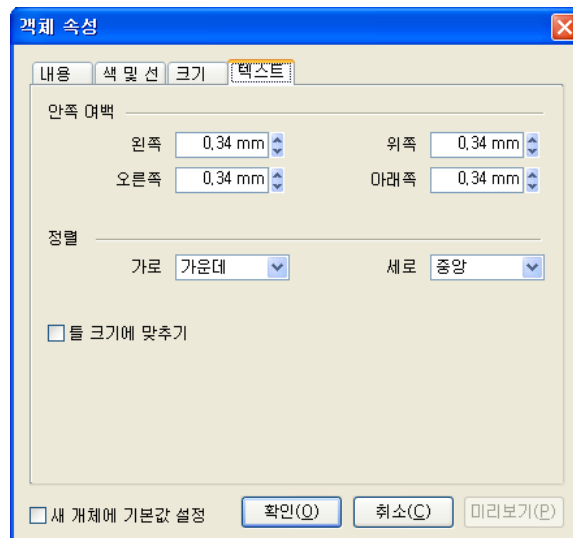 객체 속성
내용 색 및 선 크기 텍스트
안쪽 여백
왼쪽 0,34 mm 위쪽 0,34 mm
오른쪽 0,34 mm 아래쪽 0,34 mm
정렬
가로 가운데 세로 중앙
틀 크기에 맞추기
새 개체에 기본값 설정 확인(O) 취소(C) 미리보기(P)